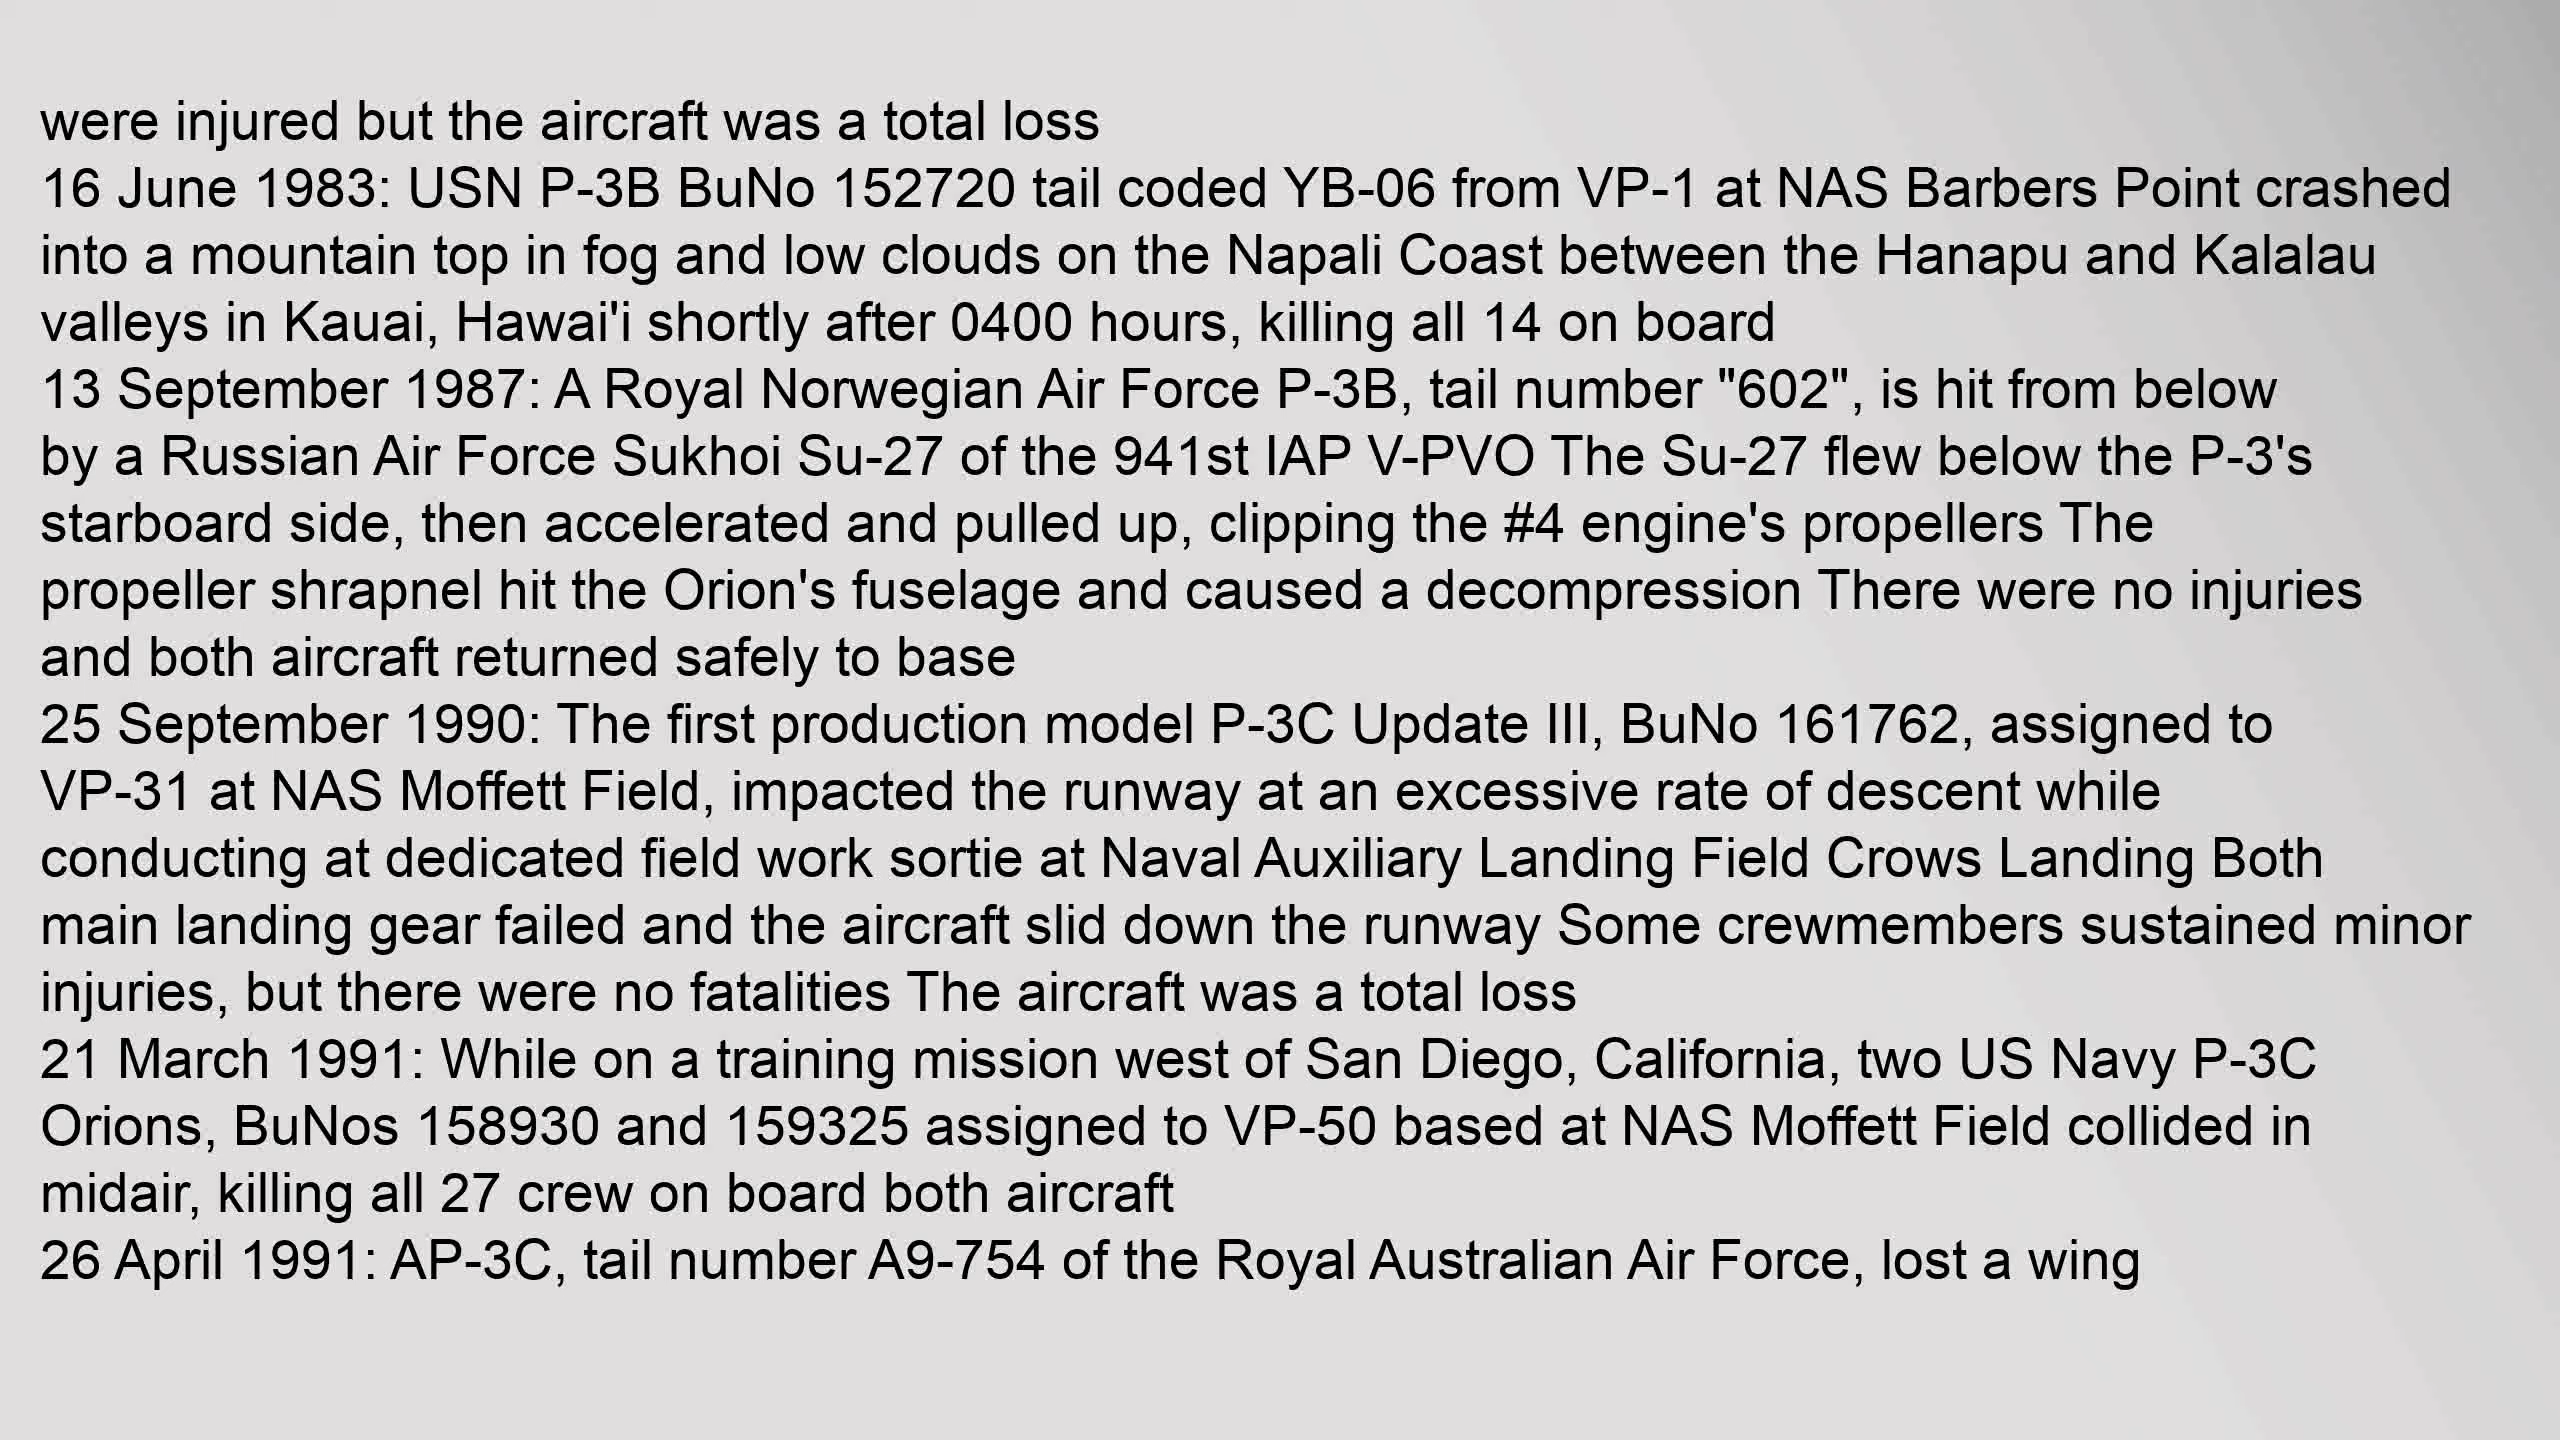 were injured but the aircraft was a total loss
16 June 1983: USN P-3B BuNo 152720 tail coded YB-06 from VP-1 at NAS Barbers Point crashed
into a mountain top in fog and low clouds on the Napali Coast between the Hanapu and Kalalau
valleys in Kauai, Hawai'i shortly after 0400 hours, killing all 14 on board
13 September 1987: A Royal Norwegian Air Force P-3B, tail number "602", is hit from below
by a Russian Air Force Sukhoi Su-27 of the 941st IAP V-PVO The Su-27 flew below the P-3's
starboard side, then accelerated and pulled up, clipping the #4 engine's propellers The
propeller shrapnel hit the Orion's fuselage and caused a decompression There were no injuries
and both aircraft returned safely to base
25 September 1990: The first production model P-3C Update III, BuNo 161762, assigned to
VP-31 at NAS Moffett Field, impacted the runway at an excessive rate of descent while
conducting at dedicated field work sortie at Naval Auxiliary Landing Field Crows Landing Both
main landing gear failed and the aircraft slid down the runway Some crewmembers sustained minor
injuries, but there were no fatalities The aircraft was a total loss
21 March 1991: While on a training mission west of San Diego, California, two US Navy P-3C
Orions, BuNos 158930 and 159325 assigned to VP-50 based at NAS Moffett Field collided in
midair, killing all 27 crew on board both aircraft
26 April 1991: AP-3C, tail number A9-754 of the Royal Australian Air Force, lost a wing